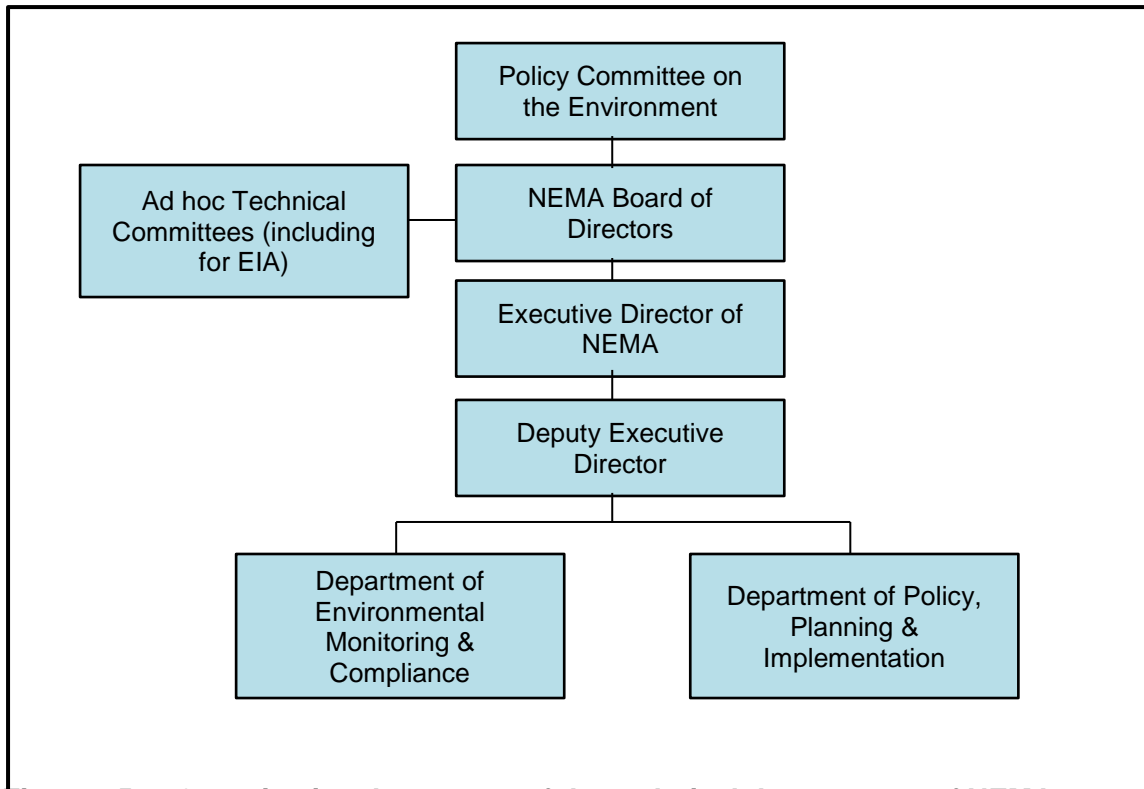 Policy Committee on
the Environment
Ad hoc Technical
Committees (including
for EIA)
NEMA Board of
Directors
Executive Director of
NEMA
Deputy Executive
Director
Department of
Environmental
Monitoring &
Compliance
Department of Policy,
Planning &
Implementation